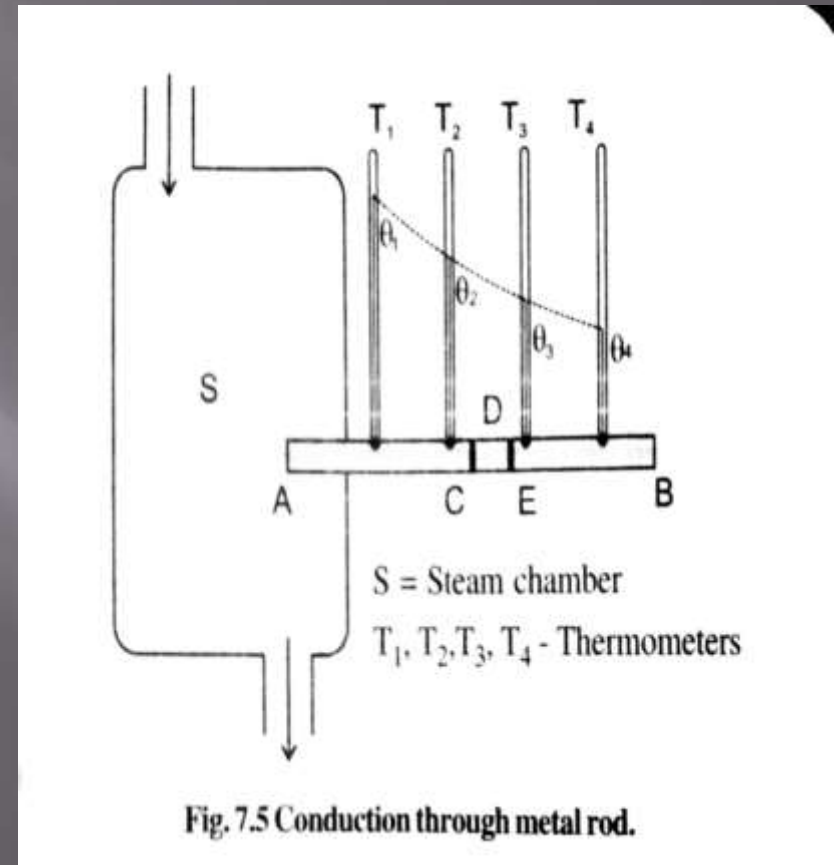 T₁ T₂ T₃ T₄
θ₁
θ₂
θ₃
θ₄
S
D
A C E B
S = Steam chamber
T₁, T₂,T₃, T₄ - Thermometers
Fig. 7.5 Conduction through metal rod.